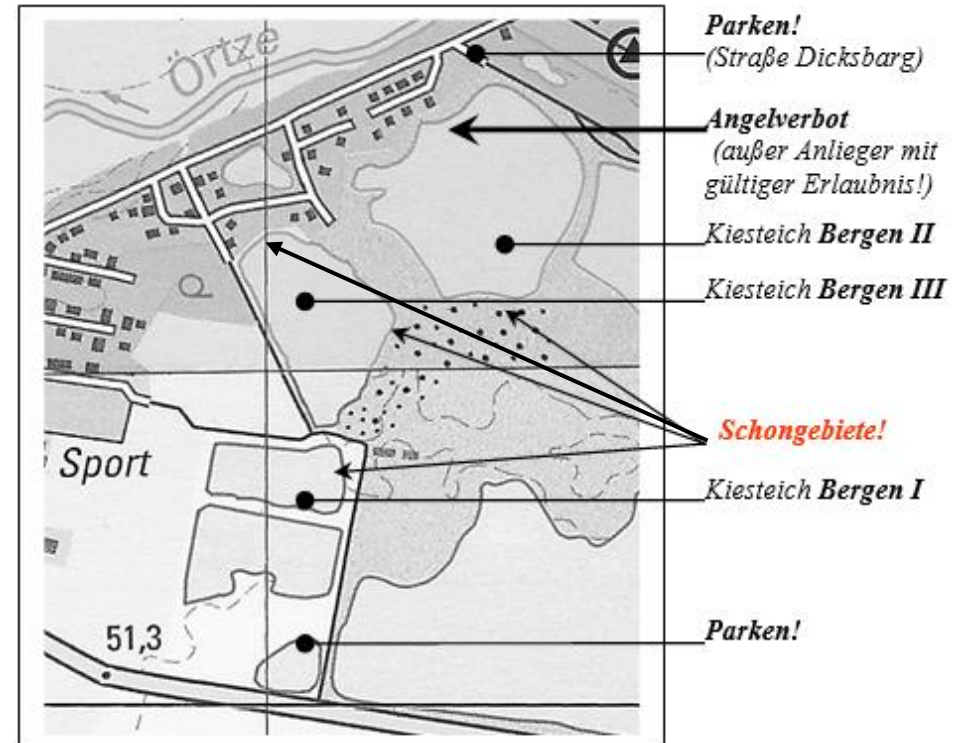 Örtze
Sport
51,3
Parken!
(Straße Dicksbarg)
Angelverbot
(außer Anlieger mit
gültiger Erlaubnis!)
Kiesteich Bergen II
Kiesteich Bergen III
Schongebiete!
Kiesteich Bergen I
Parken!